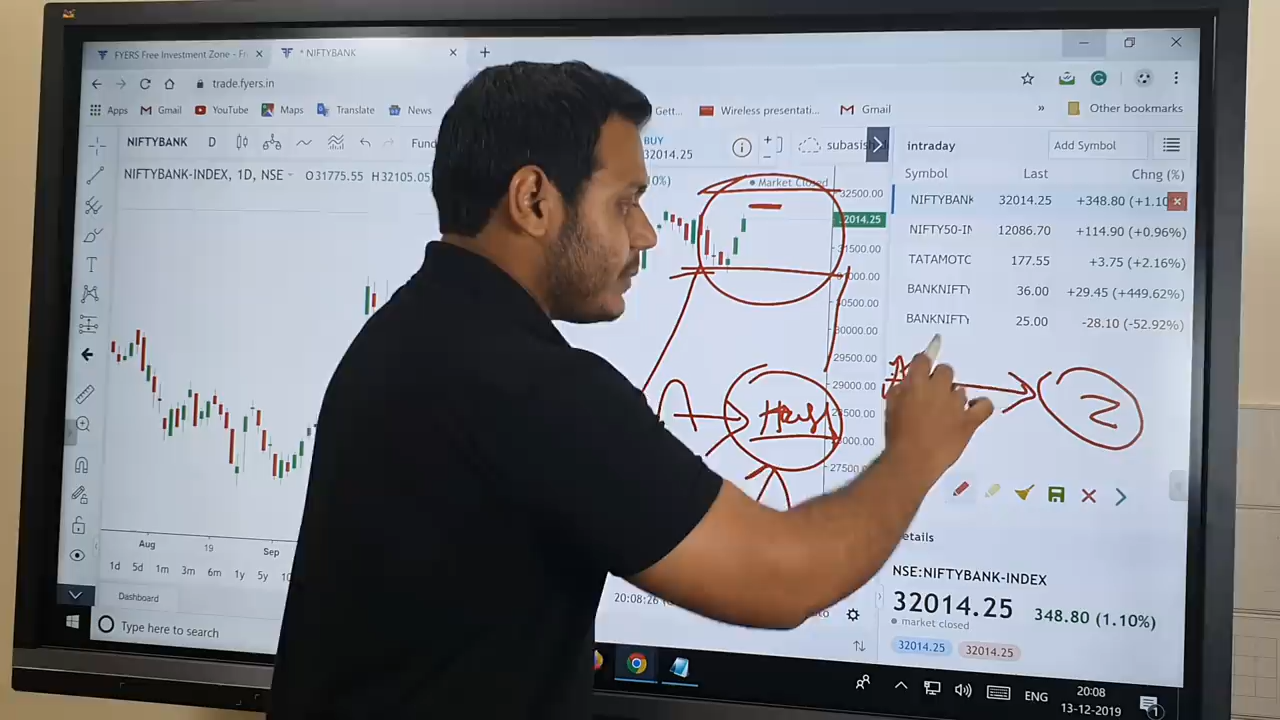 FYERS Free Investment Zone - Fr
* NIFTYBANK
trade.fyers.in
Apps Gmail YouTube Maps Translate News Gett... Wireless presentati... Gmail » Other bookmarks
NIFTYBANK D Fund
BUY
32014.25
subasish
intraday Add Symbol
NIFTYBANK-INDEX, 1D, NSE O31775.55 H32105.05
Market Closed
32500.00
32014.25
31500.00
31000.00
30500.00
30000.00
29500.00
29000.00
28500.00
28000.00
27500
Symbol Last Chng (%)
NIFTYBANK 32014.25 +348.80 (+1.10
NIFTY50-IN 12086.70 +114.90 (+0.96%)
TATAMOTO 177.55 +3.75 (+2.16%)
BANKNIFTY 36.00 +29.45 (+449.62%)
BANKNIFTY 25.00 -28.10 (-52.92%)
2
Aug 19 Sep
1d 5d 1m 3m 6m 1y 5y
20:08:26
Dashboard
etails
NSE:NIFTYBANK-INDEX
32014.25 348.80 (1.10%)
market closed
32014.25 32014.25
Type here to search
ENG
20:08
13-12-2019